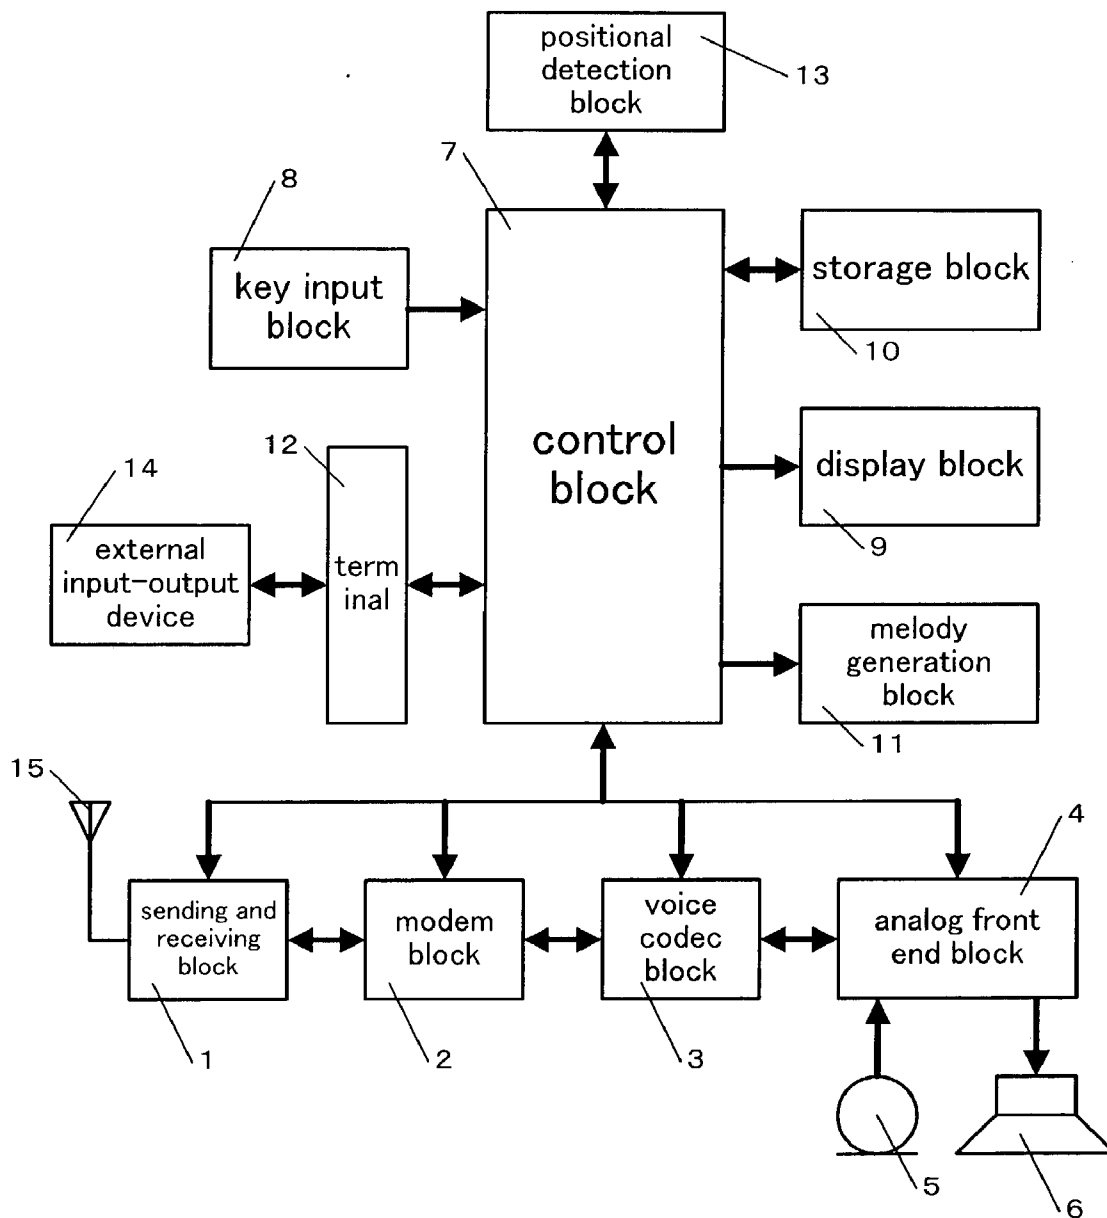 positional
detection
block
13
7
8
key input
block
storage block
10
control
block
12
14
external
input-output
device
term
inal
display block
9
melody
generation
block
11
15
4
sending and
receiving
block
modem
block
voice
codec
block
analog front
end block
1
2
3
5
6